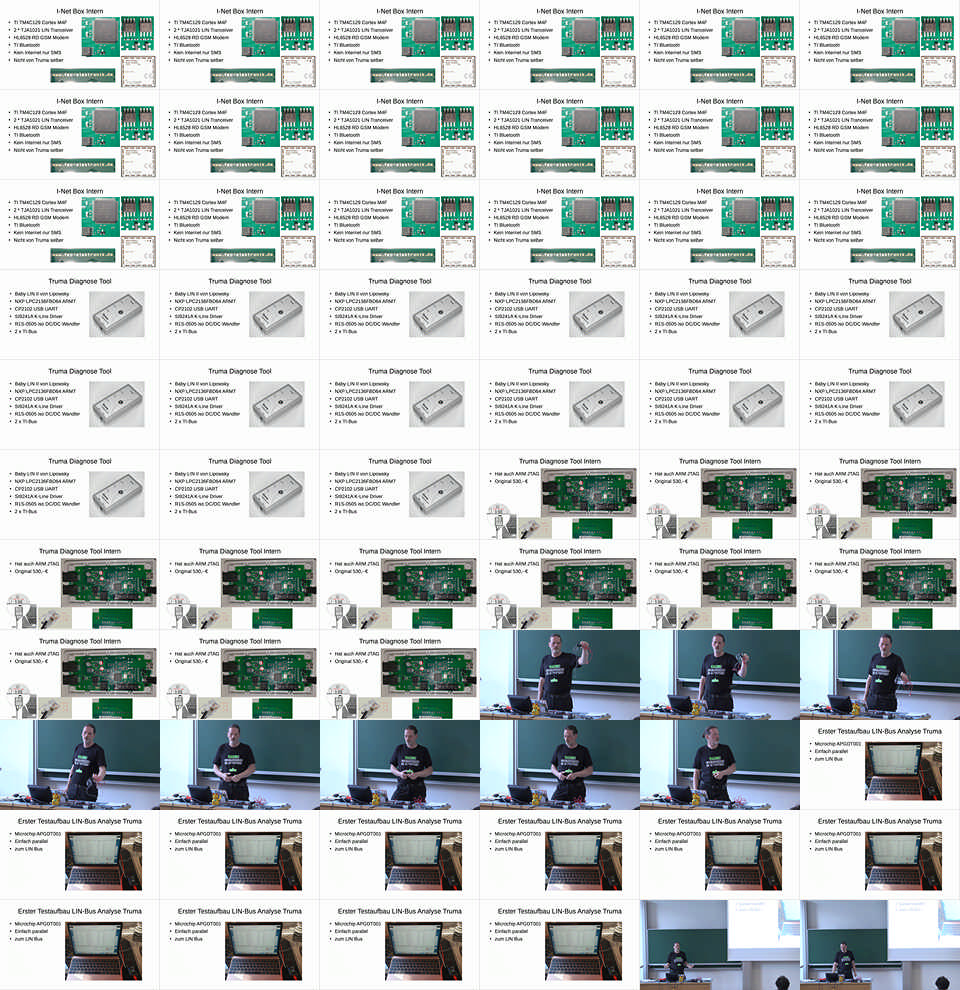 I-Net Box Intern
• TI TM4C129 Cortex M4F
• 2 * TJA1021 LIN Tranceiver
• HL8528 RD GSM Modem
• TI Bluetooth
• Kein Internet nur SMS
• Nicht von Truma selber
Truma Diagnose Tool
• Baby LIN II von Lipowsky
• NXP LPC2136FBD64 ARM7
• CP2102 USB UART
• Si9241A K-Line Driver
• R1S-0505 iso DC/DC Wandler
• 2 x TI-Bus
Truma Diagnose Tool Intern
• Hat auch ARM JTAG
• Original 530,- €
Erster Testaufbau LIN-Bus Analyse Truma
• Microchip APGDT001
• Einfach parallel
• zum LIN Bus